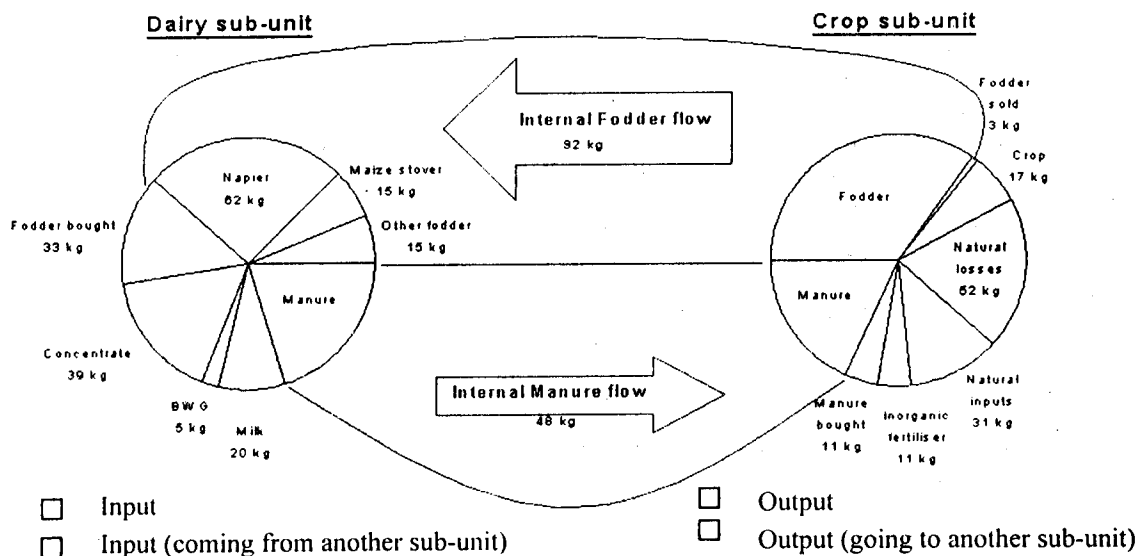 Dairy sub-unit
Crop sub-unit
Internal Fodder flow
92 kg
Fodder
sold
3 kg
Crop
17 kg
Napier
62 kg
Maize stover
15 kg
Other fodder
15 kg
Fodder bought
33 kg
Manure
Concentrate
39 kg
BWG
5 kg
Milk
20 kg
Fodder
Natural
losses
62 kg
Manure
Internal Manure flow
48 kg
Manure
bought
11 kg
Inorganic
fertiliser
11 kg
Natural
inputs
31 kg
Input
Input (coming from another sub-unit)
Output
Output (going to another sub-unit)